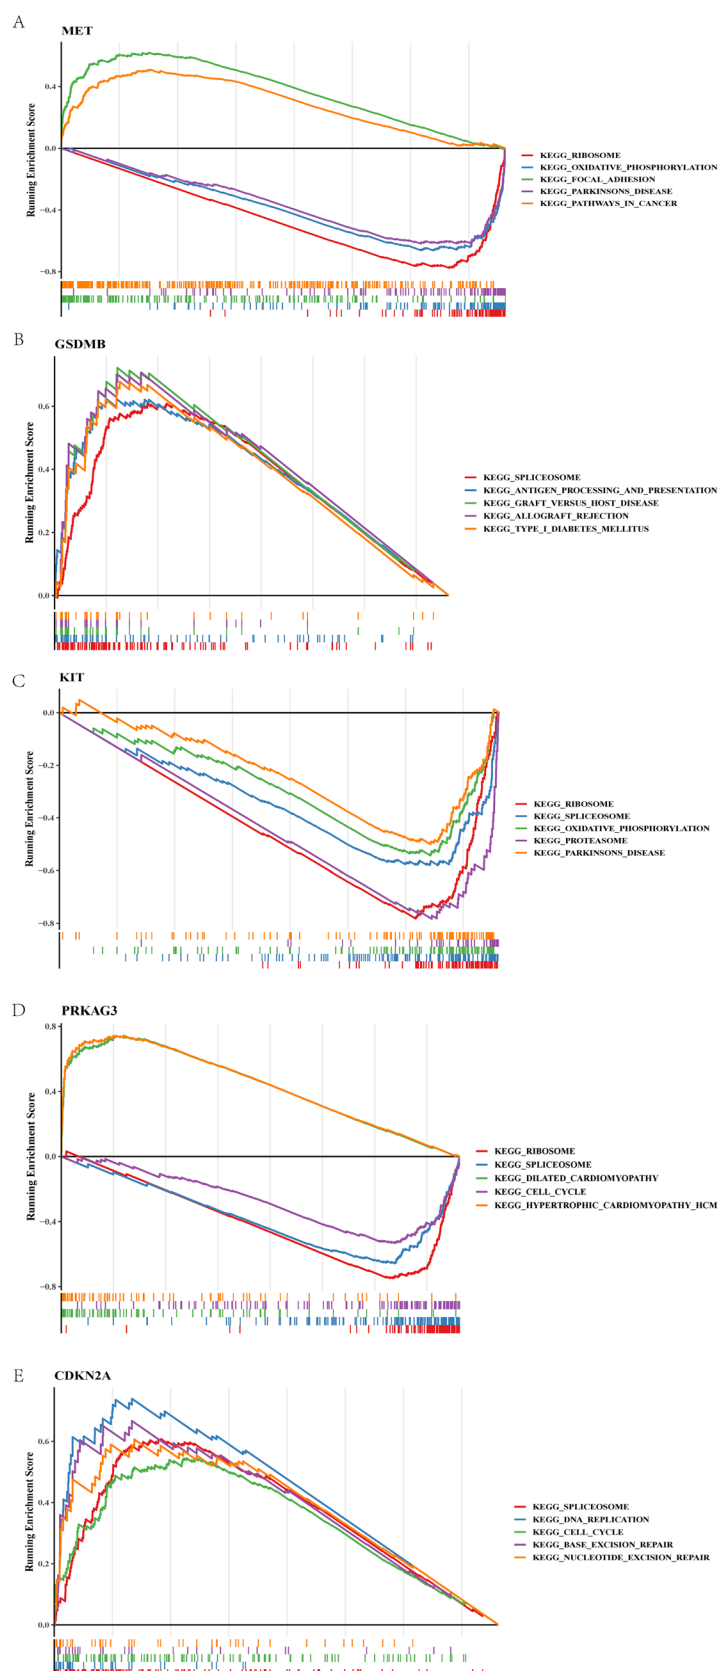 A
MET
Running Enrichment Score
0.4
0.0
−0.4
−0.8
KEGG_RIBOSOME
KEGG_OXIDATIVE_PHOSPHORYLATION
KEGG_FOCAL_ADHESION
KEGG_PARKINSONS_DISEASE
KEGG_PATHWAYS_IN_CANCER
B
GSDMB
Running Enrichment Score
0.6
0.4
0.2
0.0
KEGG_SPLICEOSOME
KEGG_ANTIGEN_PROCESSING_AND_PRESENTATION
KEGG_GRAFT_VERSUS_HOST_DISEASE
KEGG_ALLOGRAFT_REJECTION
KEGG_TYPE_I_DIABETES_MELLITUS
C
KIT
Running Enrichment Score
0.0
−0.2
−0.4
−0.6
−0.8
KEGG_RIBOSOME
KEGG_SPLICEOSOME
KEGG_OXIDATIVE_PHOSPHORYLATION
KEGG_PROTEASOME
KEGG_PARKINSONS_DISEASE
D
PRKAG3
Running Enrichment Score
0.8
0.4
0.0
−0.4
−0.8
KEGG_RIBOSOME
KEGG_SPLICEOSOME
KEGG_DILATED_CARDIOMYOPATHY
KEGG_CELL_CYCLE
KEGG_HYPERTROPHIC_CARDIOMYOPATHY_HCM
E
CDKN2A
Running Enrichment Score
0.6
0.4
0.2
0.0
KEGG_SPLICEOSOME
KEGG_DNA_REPLICATION
KEGG_CELL_CYCLE
KEGG_BASE_EXCISION_REPAIR
KEGG_NUCLEOTIDE_EXCISION_REPAIR